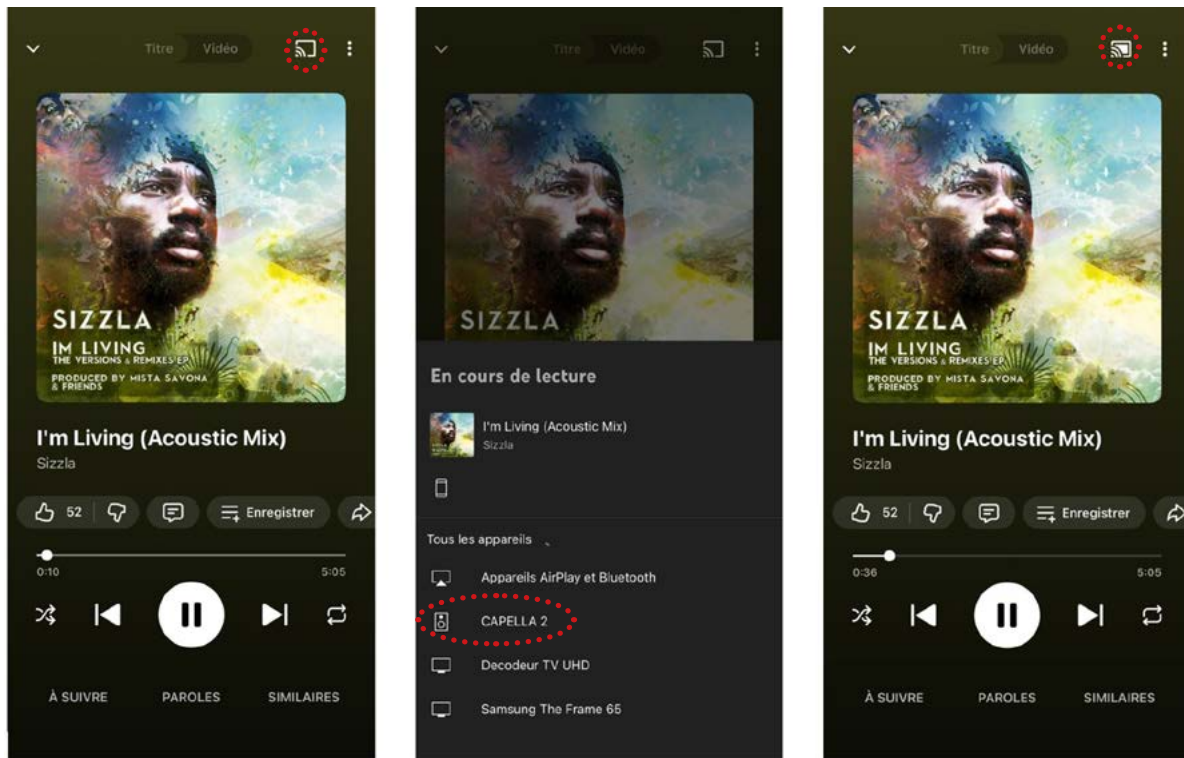 Titre Vidéo
SIZZLA
IM LIVING
THE VERSIONS & REMIXES EP
PRODUCED BY MISTA SAVONA
& FRIENDS
I'm Living (Acoustic Mix)
Sizzla
52
Enregistrer
0:10 5:05
À SUIVRE PAROLES SIMILAIRES
Titre Vidéo
SIZZLA
En cours de lecture
I'm Living (Acoustic Mix)
Sizzla
Tous les appareils
Appareils AirPlay et Bluetooth
CAPELLA 2
Decodeur TV UHD
Samsung The Frame 65
Titre Vidéo
SIZZLA
IM LIVING
THE VERSIONS & REMIXES EP
PRODUCED BY MISTA SAVONA
& FRIENDS
I'm Living (Acoustic Mix)
Sizzla
52
Enregistrer
0:36 5:05
À SUIVRE PAROLES SIMILAIRES